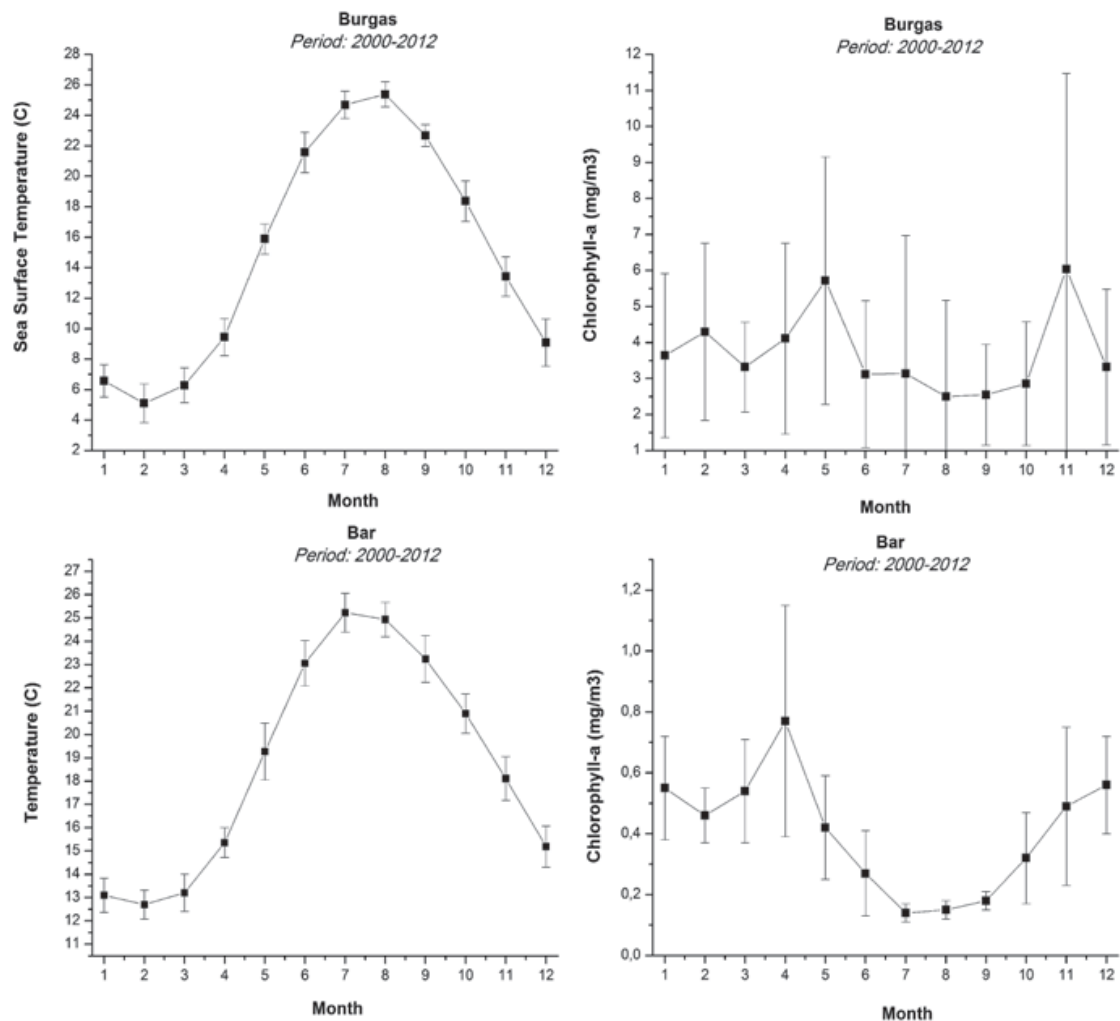 Burgas
Period: 2000-2012
Sea Surface Temperature (C)
28
26
24
22
20
18
16
14
12
10
8
6
4
2
1 2 3 4 5 6 7 8 9 10 11 12
Month
Burgas
Period: 2000-2012
Chlorophyll-a (mg/m3)
12
11
10
9
8
7
6
5
4
3
2
1
1 2 3 4 5 6 7 8 9 10 11 12
Month
Bar
Period: 2000-2012
Temperature (C)
27
26
25
24
23
22
21
20
19
18
17
16
15
14
13
12
11
1 2 3 4 5 6 7 8 9 10 11 12
Month
Bar
Period: 2000-2012
Chlorophyll-a (mg/m3)
1,2
1,0
0,8
0,6
0,4
0,2
0,0
1 2 3 4 5 6 7 8 9 10 11 12
Month